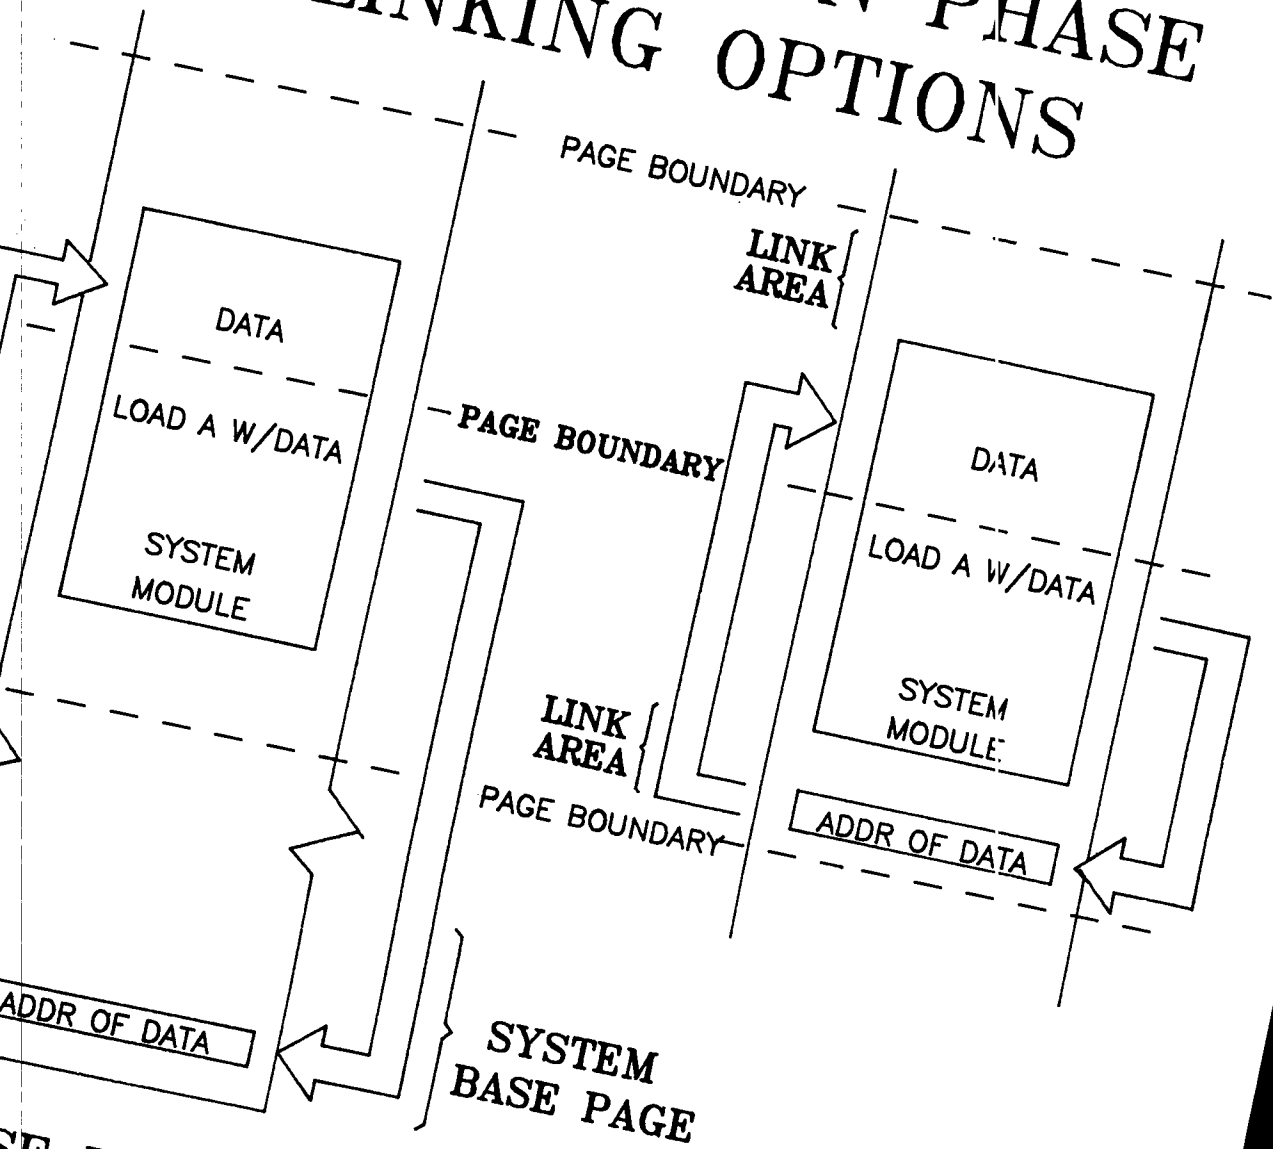 PHASE
LINKING OPTIONS
PAGE BOUNDARY
LINK
AREA
DATA
LOAD A W/DATA
SYSTEM
MODULE
PAGE BOUNDARY
DATA
LOAD A W/DATA
SYSTEM
MODULE
LINK
AREA
PAGE BOUNDARY
ADDR OF DATA
ADDR OF DATA
SYSTEM
BASE PAGE